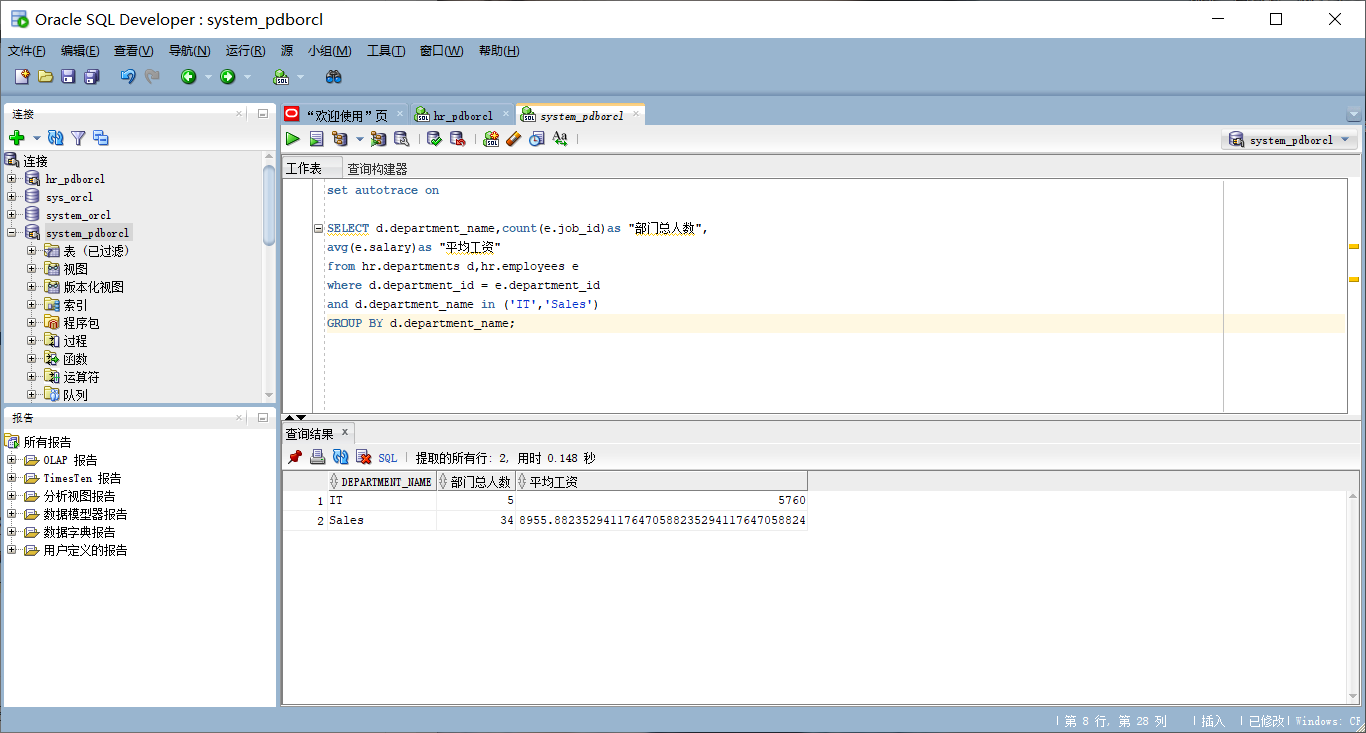 Oracle SQL Developer : system_pdborcl
文件(F) 编辑(E) 查看(V) 导航(N) 运行(R) 源 小组(M) 工具(T) 窗口(W) 帮助(H)
连接
连接
hr_pdborcl
sys_orcl
system_orcl
system_pdborcl
表 (已过滤)
视图
版本化视图
索引
程序包
过程
函数
运算符
队列
报告
所有报告
OLAP 报告
TimesTen 报告
分析视图报告
数据模型器报告
数据字典报告
用户定义的报告
“欢迎使用”页 hr_pdborcl system_pdborcl
system_pdborcl
工作表 查询构建器
set autotrace on
SELECT d.department_name,count(e.job_id)as "部门总人数",
avg(e.salary)as "平均工资"
from hr.departments d,hr.employees e
where d.department_id = e.department_id
and d.department_name in ('IT','Sales')
GROUP BY d.department_name;
查询结果 x
SQL | 提取的所有行: 2, 用时 0.148 秒
DEPARTMENT_NAME 部门总人数 平均工资
1 IT 5 5760
2 Sales 34 8955.88235294117647058823529411764705882​4
第 8 行, 第 28 列 | 插入 | 已修改| Windows: CF